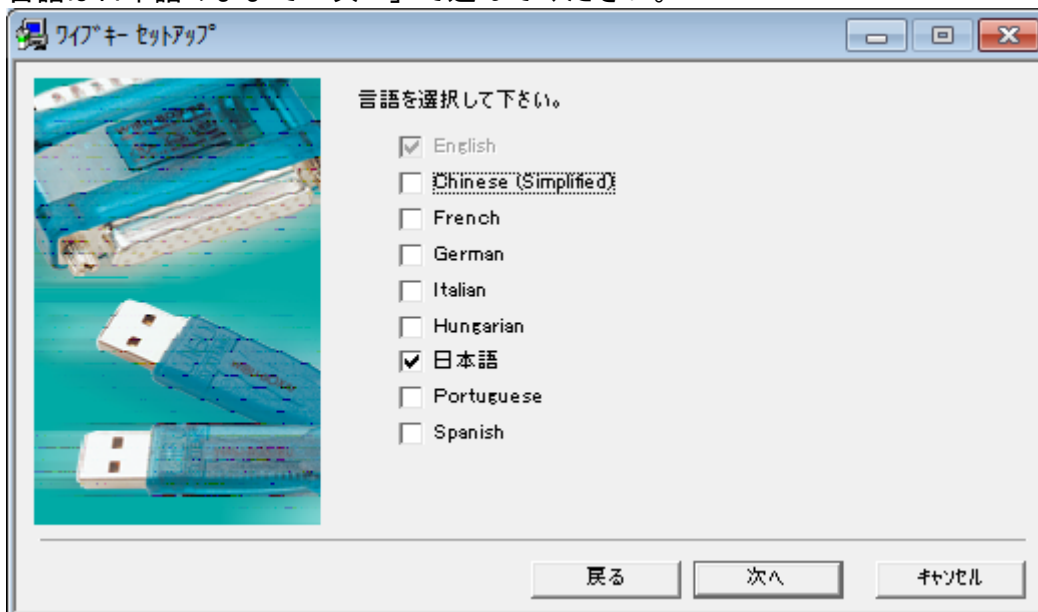 ﾜｲﾌﾞｷｰ ｾｯﾄｱｯﾌﾟ
言語を選択して下さい。
English
Chinese (Simplified)
French
German
Italian
Hungarian
日本語
Portuguese
Spanish
戻る 次へ ｷｬﾝｾﾙ